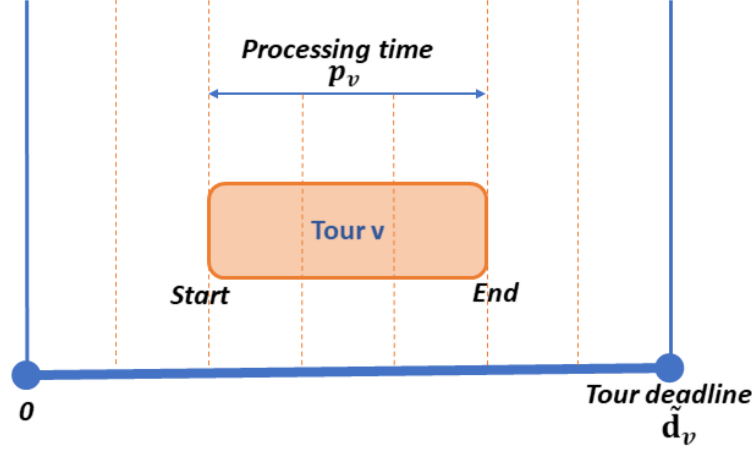 Processing time
p_v
Tour v
Start
End
0
Tour deadline
d̃_v